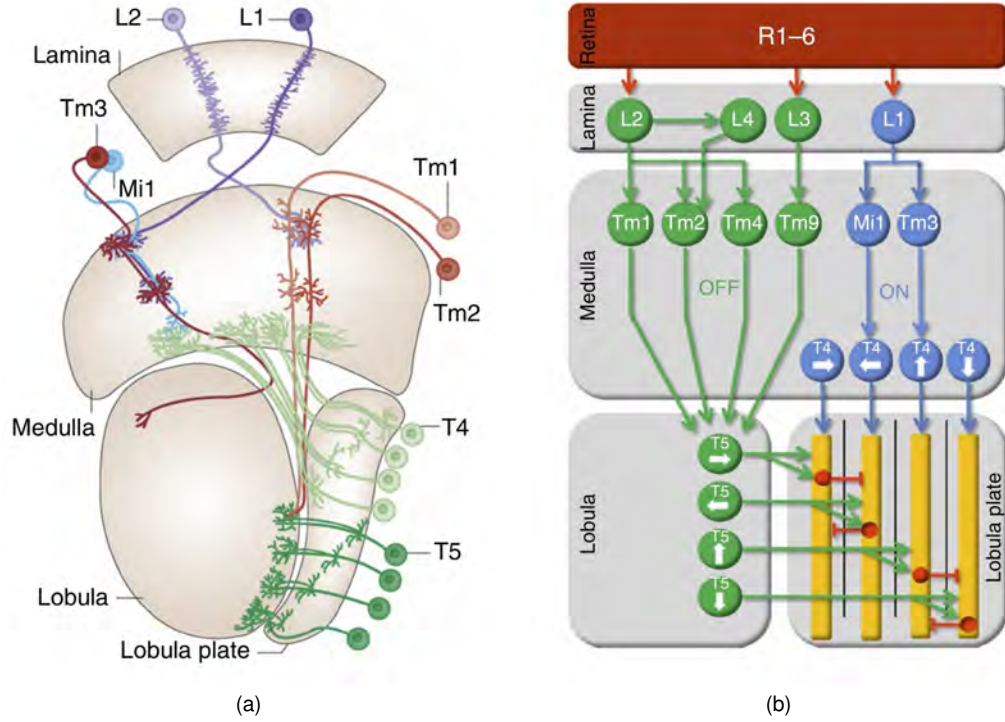 L2
L1
Lamina
Tm3
Mi1
Tm1
Tm2
Medulla
T4
T5
Lobula
Lobula plate
(a)
Retina
R1–6
Lamina
L2
L4
L3
L1
Medulla
Tm1
Tm2
Tm4
Tm9
Mi1
Tm3
OFF
ON
T4
T4
T4
T4
Lobula
T5
T5
T5
T5
Lobula plate
(b)